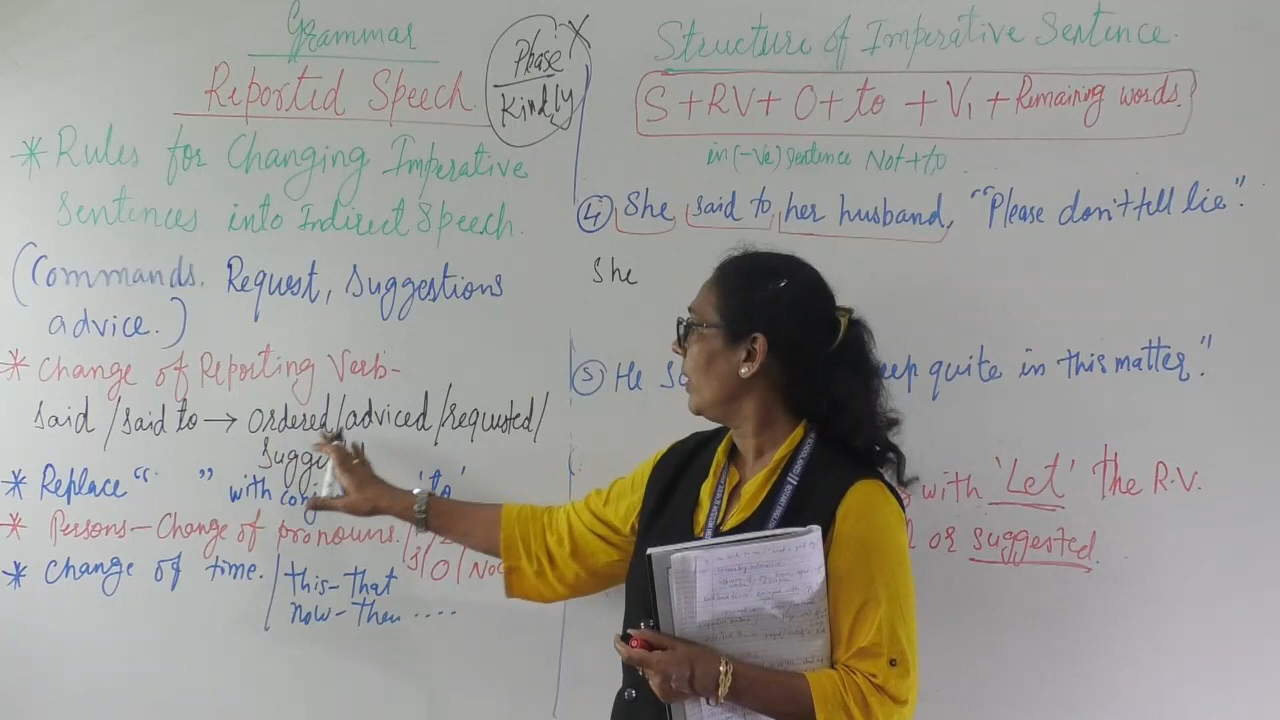 Grammar
Reported Speech.
Phase X
Kindly
* Rules for Changing Imperative
Sentences into Indirect Speech.
(Commands. Request, Suggestions
advice.)
* Change of Reporting Verb-
Said / Said to → ordered/adviced/requested/
* Replace " " with 'to'
* Persons - Change of pronouns.
* Change of time. / this - that
now - then ....
Structure of Imperative Sentence.
S + RV + O + to + V1 + Remaining words.
in (-ve) sentence Not + to
4 She said to her husband, "Please don't tell lie".
She
5 He quite in this matter."
with 'Let' the R.V.
or suggested.